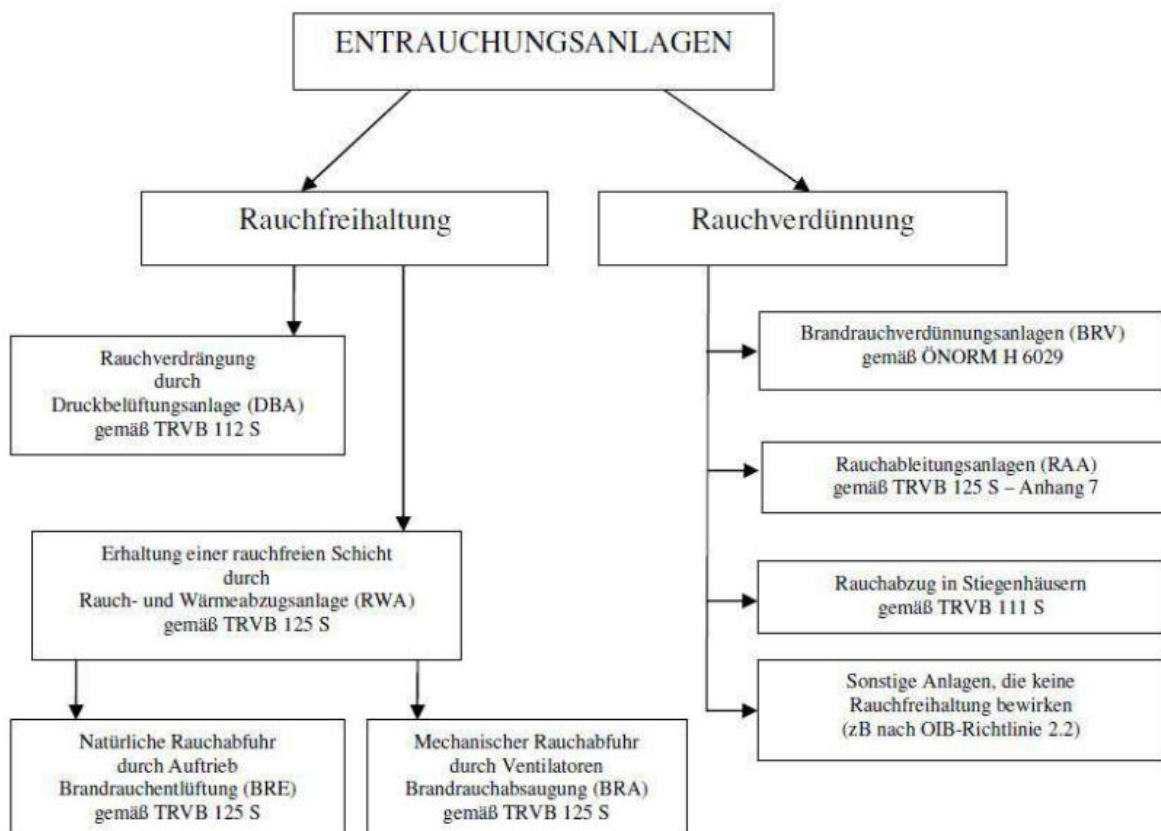 ENTRAUCHUNGSANLAGEN
Rauchfreihaltung
Rauchverdünnung
Rauchverdrängung
durch
Druckbelüftungsanlage (DBA)
gemäß TRVB 112 S
Erhaltung einer rauchfreien Schicht
durch
Rauch- und Wärmeabzugsanlage (RWA)
gemäß TRVB 125 S
Natürliche Rauchabfuhr
durch Auftrieb
Brandrauchentlüftung (BRE)
gemäß TRVB 125 S
Mechanischer Rauchabfuhr
durch Ventilatoren
Brandrauchabsaugung (BRA)
gemäß TRVB 125 S
Brandrauchverdünnungsanlagen (BRV)
gemäß ÖNORM H 6029
Rauchableitungsanlagen (RAA)
gemäß TRVB 125 S – Anhang 7
Rauchabzug in Stiegenhäusern
gemäß TRVB 111 S
Sonstige Anlagen, die keine
Rauchfreihaltung bewirken
(zB nach OIB-Richtlinie 2.2)